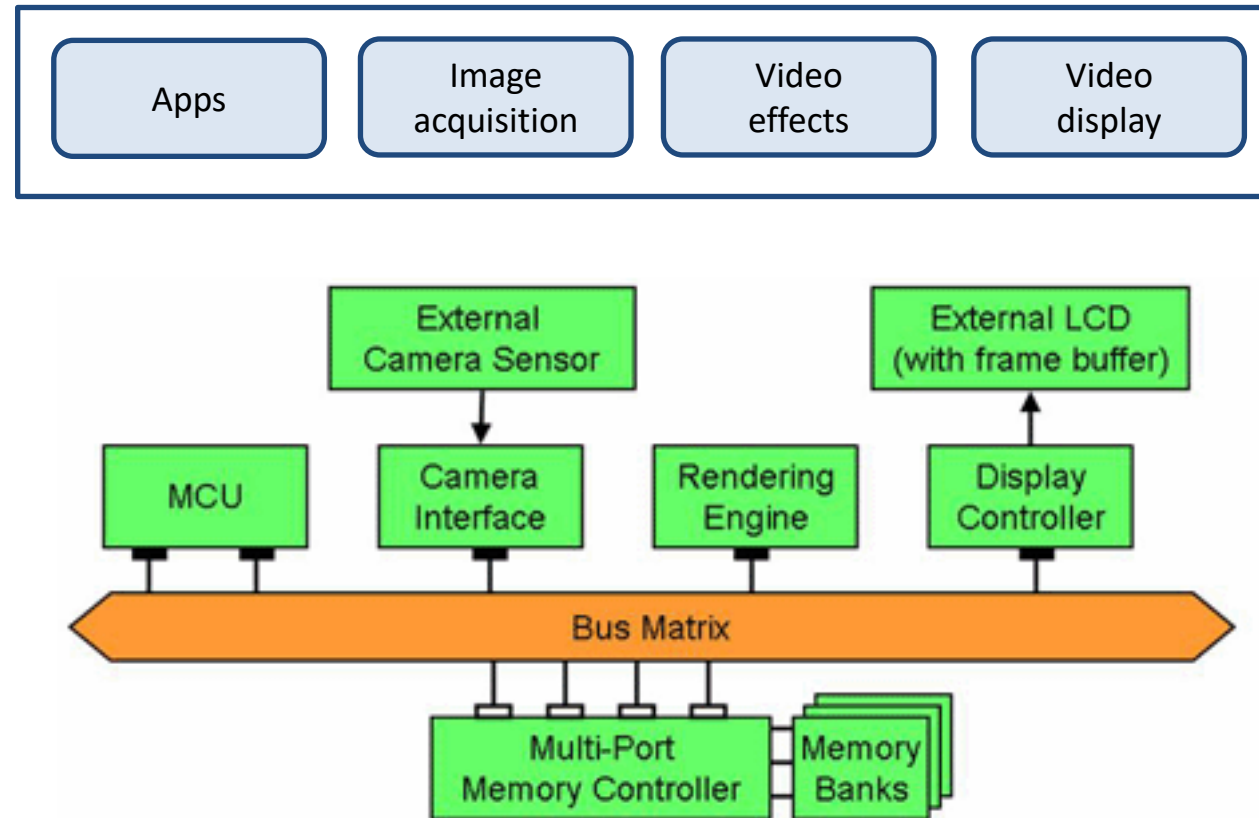 Apps
Image
acquisition
Video
effects
Video
display
External
Camera Sensor
External LCD
(with frame buffer)
MCU
Camera
Interface
Rendering
Engine
Display
Controller
Bus Matrix
Multi-Port
Memory Controller
Memory
Banks